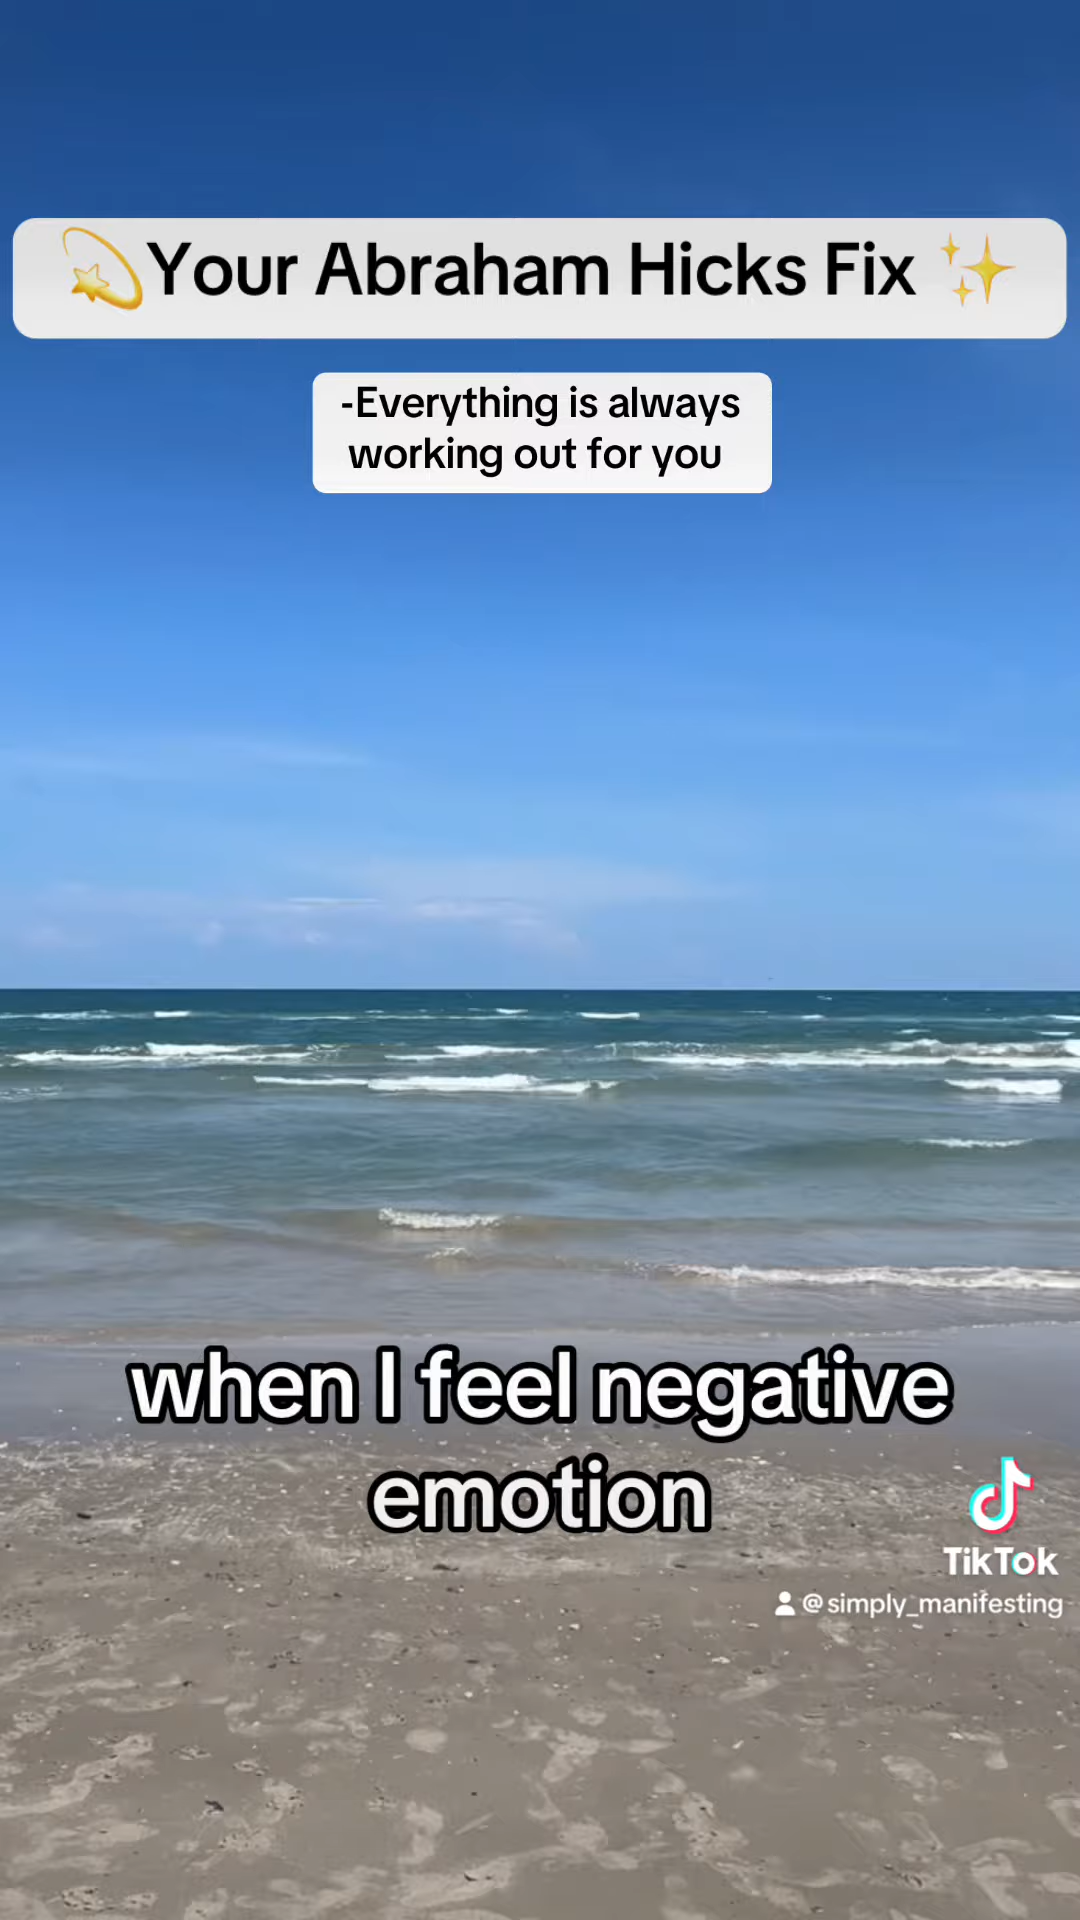 💫Your Abraham Hicks Fix ✨
-Everything is always
working out for you
when I feel negative
emotion
TikTok
@simply_manifesting